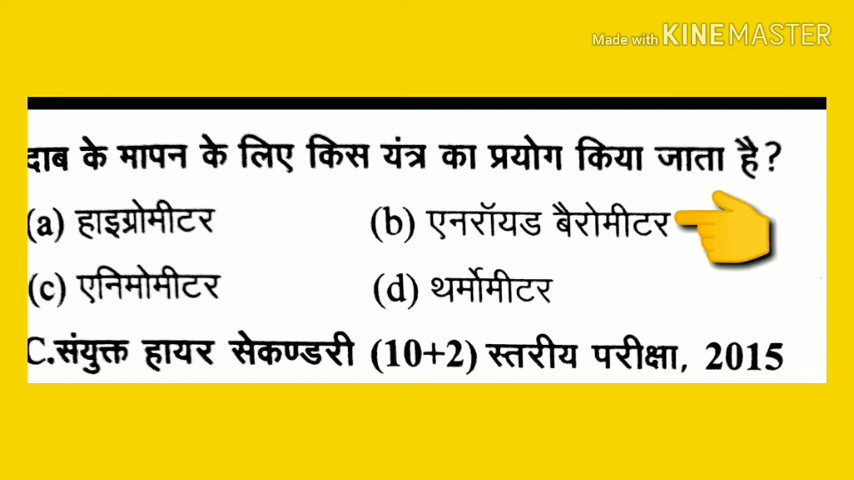 Made with KINEMASTER
दाब के मापन के लिए किस यंत्र का प्रयोग किया जाता है?
(a) हाइग्रोमीटर (b) एनरॉयड बैरोमीटर
(c) एनिमोमीटर (d) थर्मोमीटर
C.संयुक्त हायर सेकण्डरी (10+2) स्तरीय परीक्षा, 2015